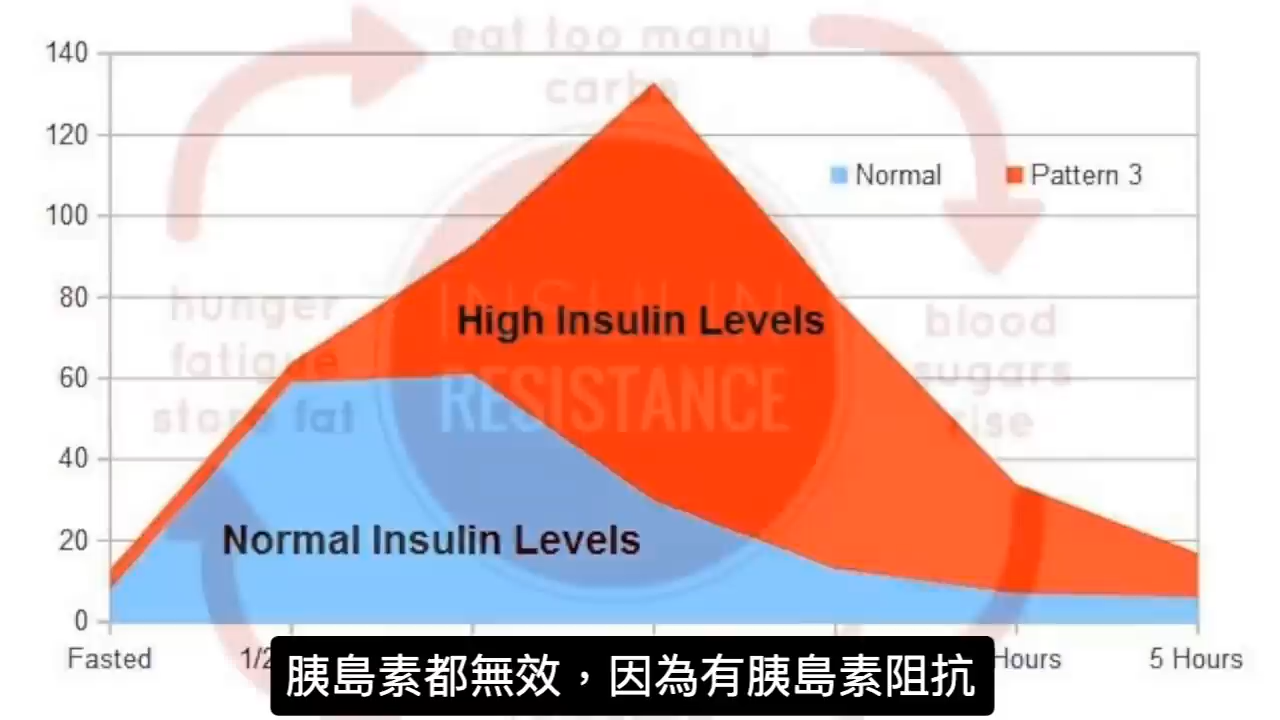 eat too many
carbs
140
120
100
80
60
40
20
0
Normal
Pattern 3
hunger
fatigue
store fat
INSULIN
RESISTANCE
blood
sugars
rise
High Insulin Levels
Normal Insulin Levels
Fasted
1/2
Hours
5 Hours
胰島素都無效，因為有胰島素阻抗